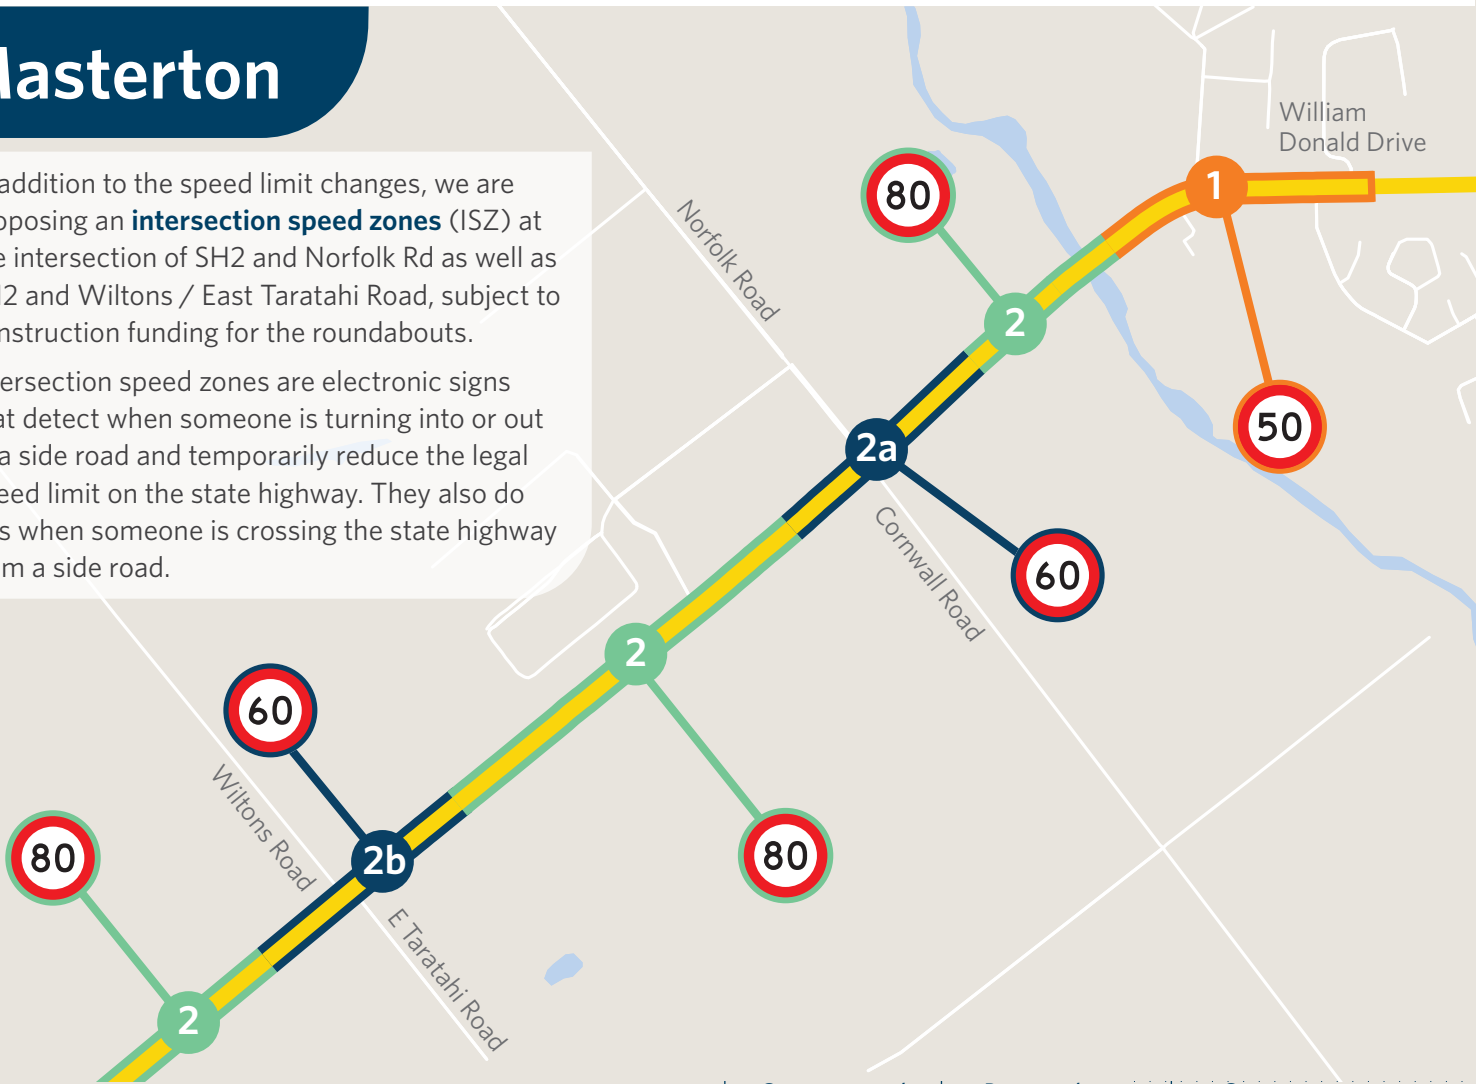 asterton
addition to the speed limit changes, we are
oposing an intersection speed zones (ISZ) at
e intersection of SH2 and Norfolk Rd as well as
H2 and Wiltons / East Taratahi Road, subject to
nstruction funding for the roundabouts.
tersection speed zones are electronic signs
at detect when someone is turning into or out
a side road and temporarily reduce the legal
eed limit on the state highway. They also do
s when someone is crossing the state highway
m a side road.
William
Donald Drive
1
80
Norfolk Road
2
50
2a
Cornwall Road
60
2
60
Wiltons Road
80
80
2b
E Taratahi Road
2